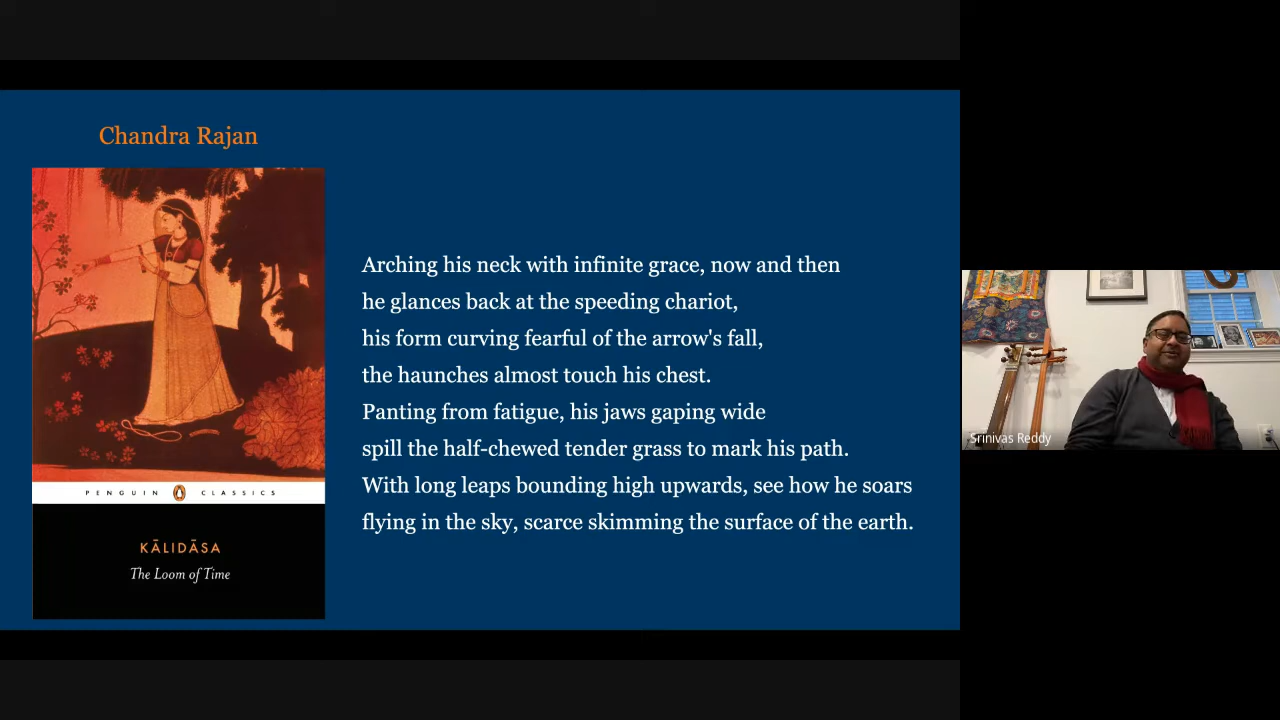 Chandra Rajan
PENGUIN CLASSICS
KĀLIDĀSA
The Loom of Time
Arching his neck with infinite grace, now and then
he glances back at the speeding chariot,
his form curving fearful of the arrow's fall,
the haunches almost touch his chest.
Panting from fatigue, his jaws gaping wide
spill the half-chewed tender grass to mark his path.
With long leaps bounding high upwards, see how he soars
flying in the sky, scarce skimming the surface of the earth.
Srinivas Reddy